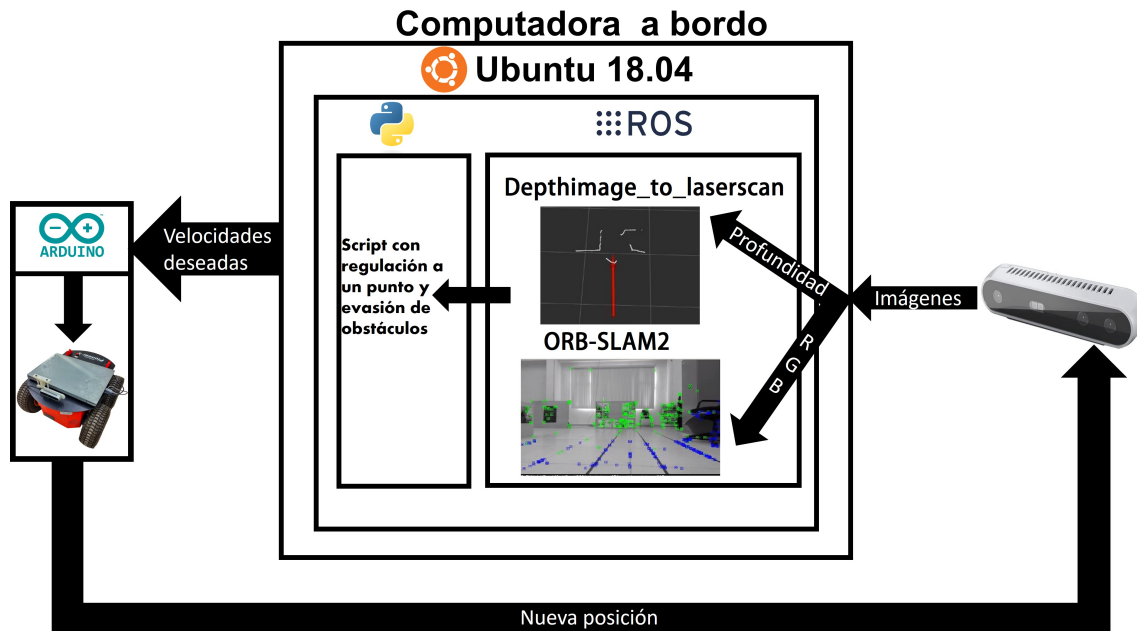 Computadora a bordo
Ubuntu 18.04
ROS
Depthimage_to_laserscan
ARDUINO
Velocidades
deseadas
Script con
regulación a
un punto y
evasión de
obstáculos
Profundidad
Imágenes
ORB-SLAM2
R
G
B
Nueva posición